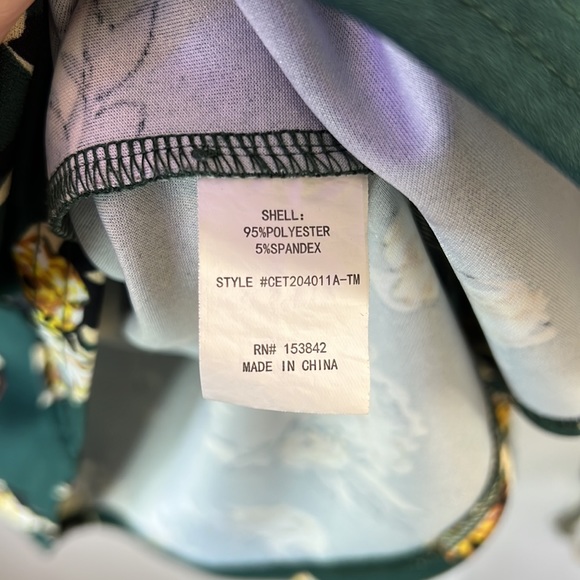 SHELL:
95%POLYESTER
5%SPANDEX
STYLE #CET204011A-TM
RN# 153842
MADE IN CHINA